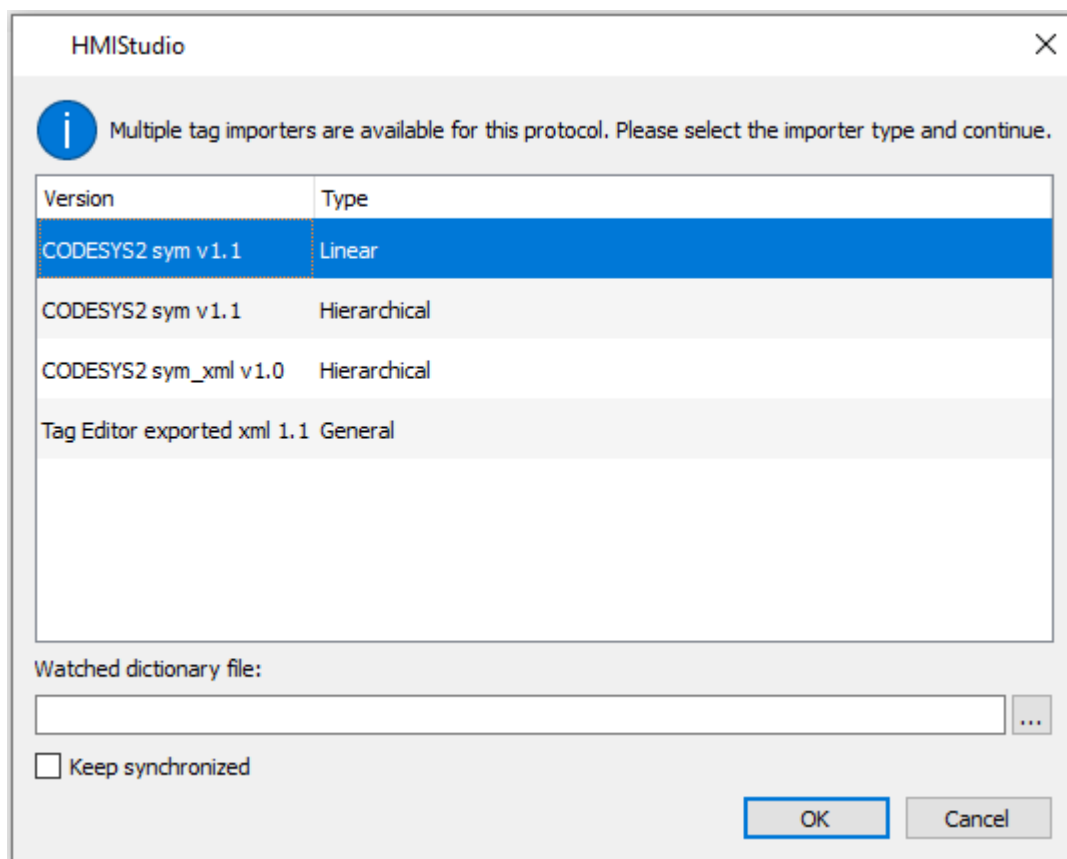 HMIStudio
Multiple tag importers are available for this protocol. Please select the importer type and continue.
Version Type
CODESYS2 sym v1.1 Linear
CODESYS2 sym v1.1 Hierarchical
CODESYS2 sym_xml v1.0 Hierarchical
Tag Editor exported xml 1.1 General
Watched dictionary file:
...
Keep synchronized
OK Cancel